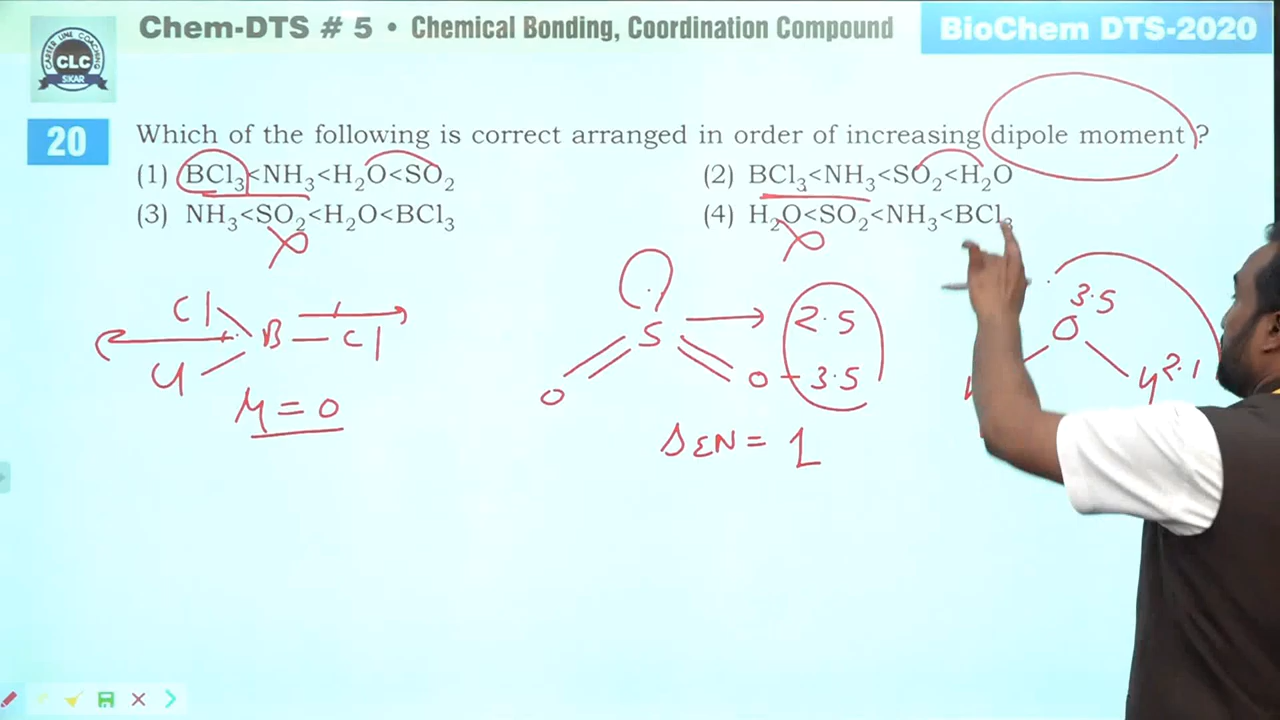 Chem-DTS # 5 • Chemical Bonding, Coordination Compound
BioChem DTS-2020
CAREER LINE COACHING
CLC
SIKAR
20 Which of the following is correct arranged in order of increasing dipole moment ?
(1) BCl₃<NH₃<H₂O<SO₂
(2) BCl₃<NH₃<SO₂<H₂O
(3) NH₃<SO₂<H₂O<BCl₃
(4) H₂O<SO₂<NH₃<BCl₃
Cl
B Cl
Cl
μ = 0
S 2.5
O O 3.5
ΔEN = 1
3.5
O
H 2.1